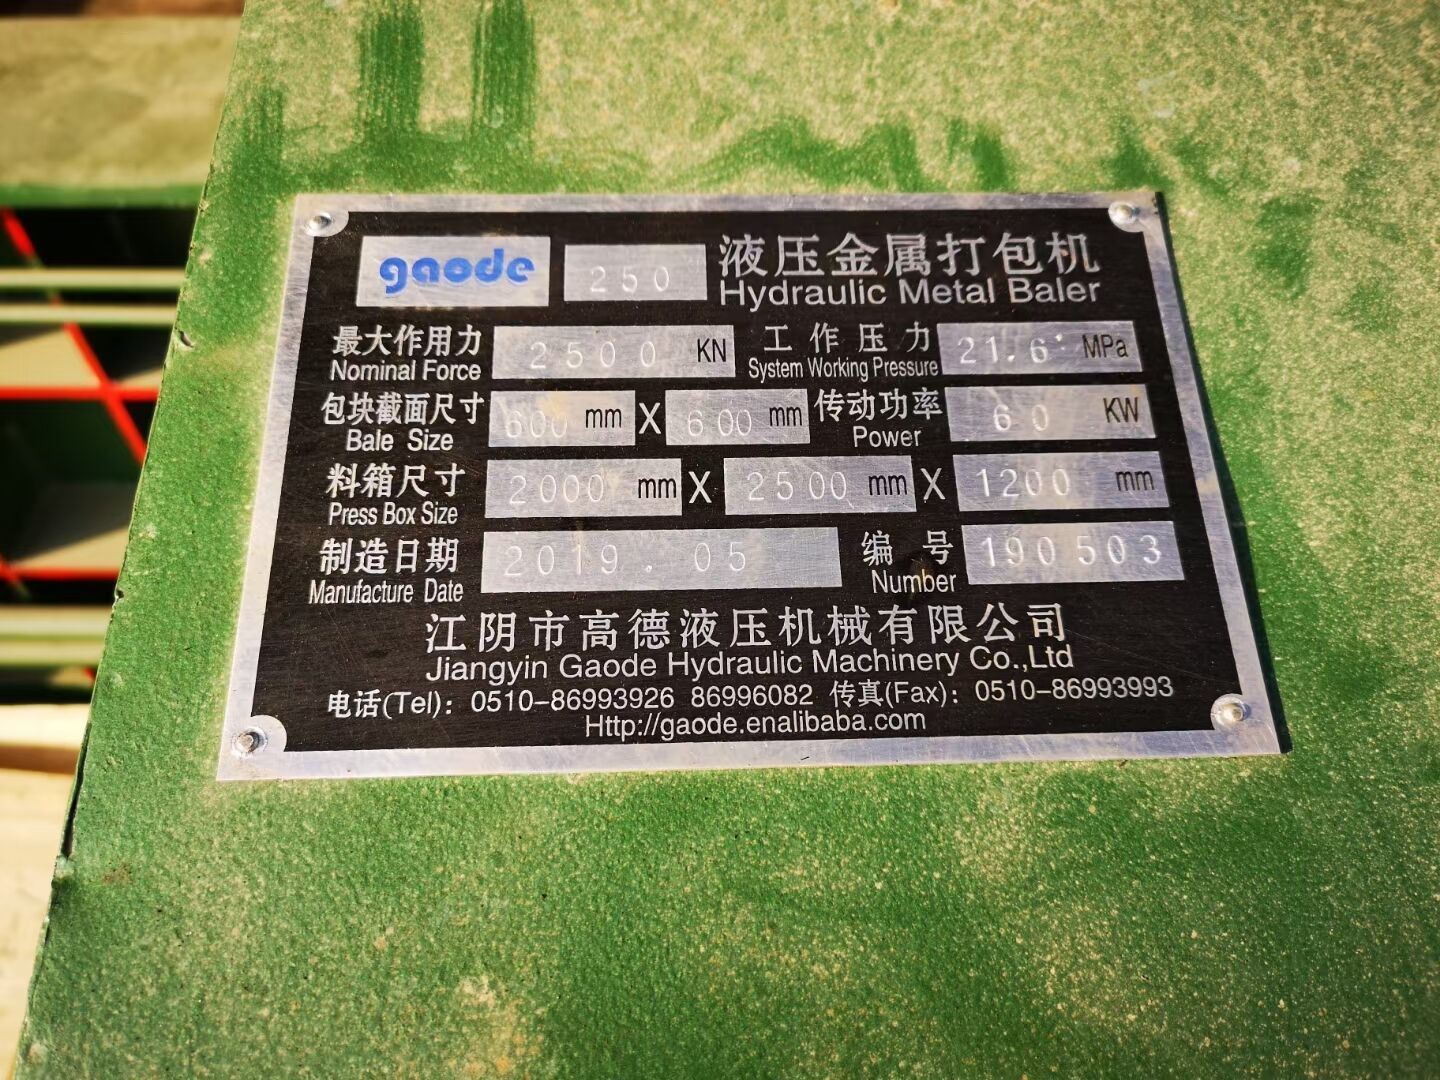 gaode 250 液压金属打包机
Hydraulic Metal Baler
最大作用力 2500 KN 工作压力 21.6 MPa
Nominal Force System Working Pressure
包块截面尺寸 600 mm X 600 mm 传动功率 60 KW
Bale Size Power
料箱尺寸 2000 mm X 2500 mm X 1200 mm
Press Box Size
制造日期 2019.05 编号 190503
Manufacture Date Number
江阴市高德液压机械有限公司
Jiangyin Gaode Hydraulic Machinery Co.,Ltd
电话(Tel): 0510-86993926 86996082 传真(Fax): 0510-86993993
Http://gaode.enalibaba.com